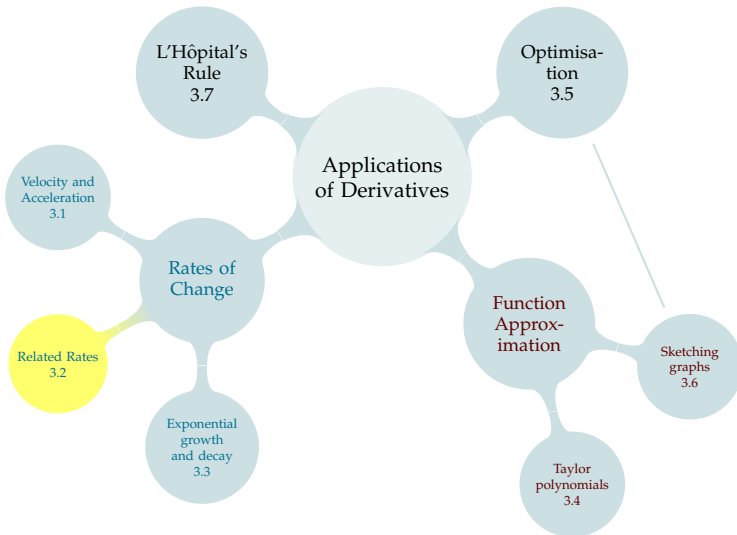 L'Hôpital's
Rule
3.7
Optimisa-
tion
3.5
Applications
of Derivatives
Velocity and
Acceleration
3.1
Rates of
Change
Function
Approx-
imation
Related Rates
3.2
Sketching
graphs
3.6
Exponential
growth
and decay
3.3
Taylor
polynomials
3.4